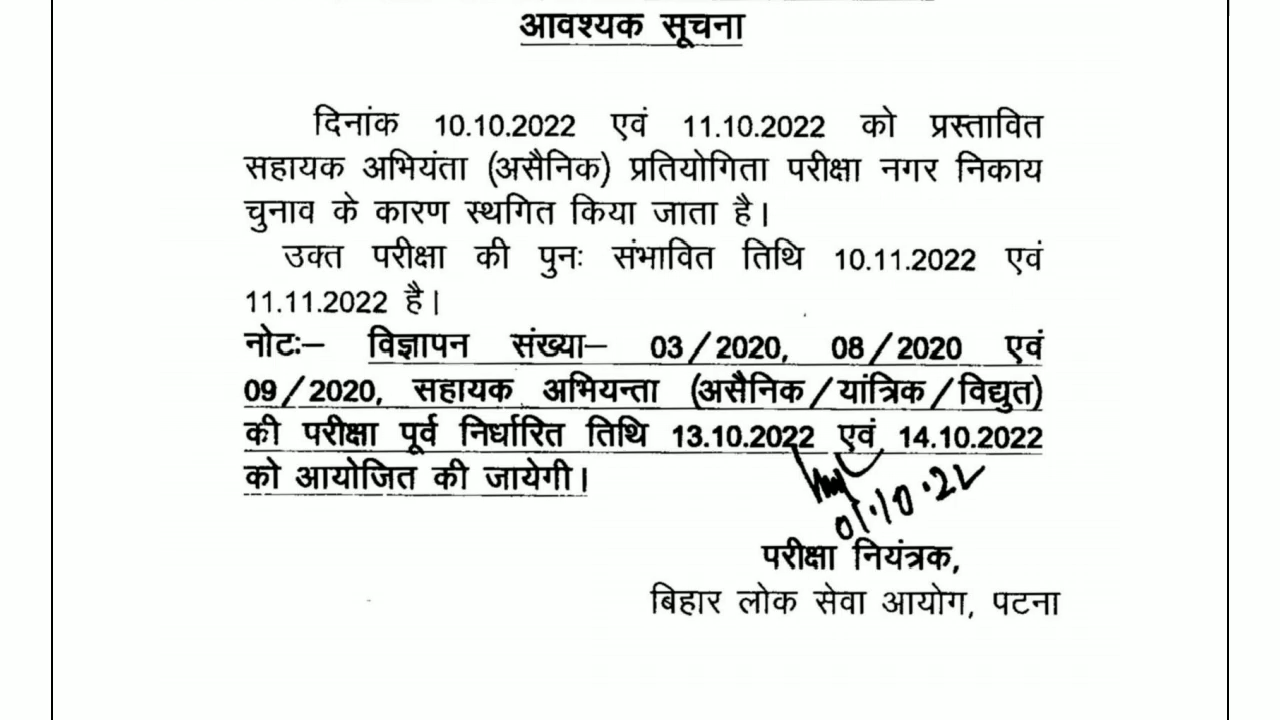 आवश्यक सूचना
दिनांक 10.10.2022 एवं 11.10.2022 को प्रस्तावित
सहायक अभियंता (असैनिक) प्रतियोगिता परीक्षा नगर निकाय
चुनाव के कारण स्थगित किया जाता है।
उक्त परीक्षा की पुनः संभावित तिथि 10.11.2022 एवं
11.11.2022 है।
नोटः– विज्ञापन संख्या– 03/2020, 08/2020 एवं
09/2020, सहायक अभियन्ता (असैनिक/यांत्रिक/विद्युत)
की परीक्षा पूर्व निर्धारित तिथि 13.10.2022 एवं 14.10.2022
को आयोजित की जायेगी।
01.10.22
परीक्षा नियंत्रक,
बिहार लोक सेवा आयोग, पटना